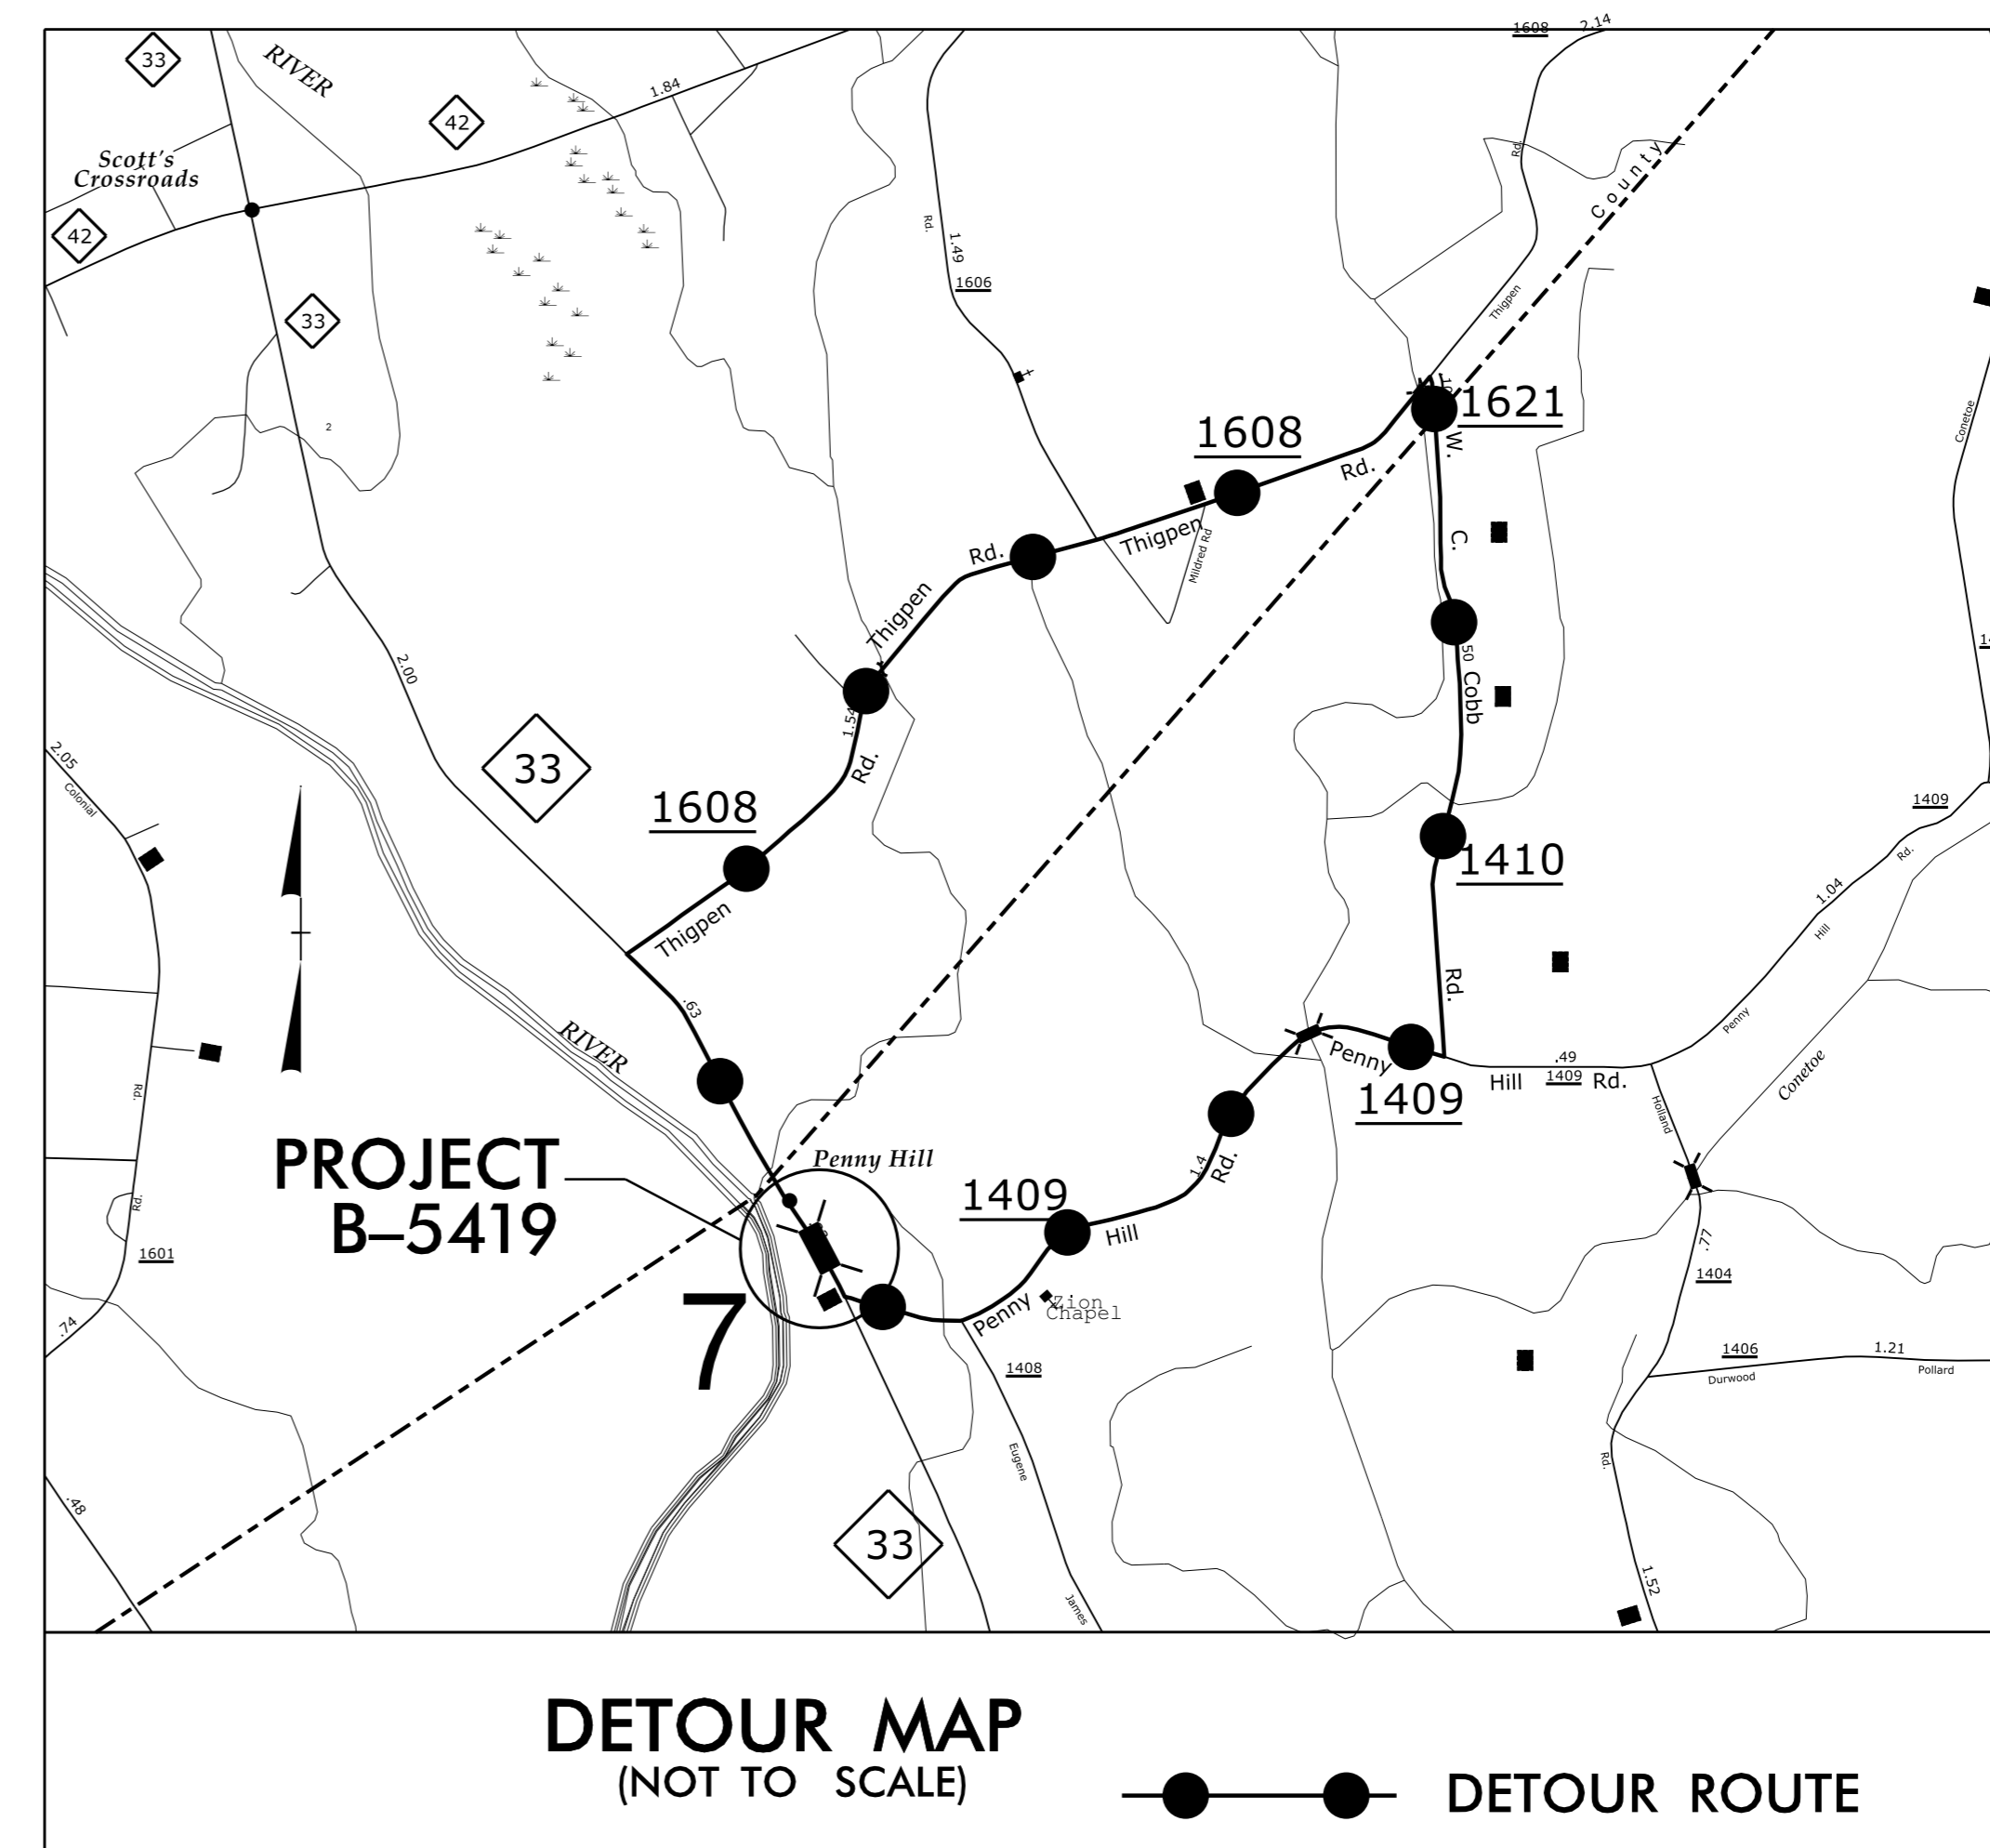 1608
2.14
33
RIVER
42
1.84
Scott's
Crossroads
42
33
Rd.
1.49
1606
Rd.
County
Thigpen
2
1608
1621
W.
Rd.
Conetoe
Thigpen
Mildred Rd
C.
Rd.
Thigpen
2.00
50
Cobb
1.54
Rd.
33
2.05
Colonial
1608
1409
1410
Rd.
1.04
Thigpen
Hill
Rd.
.63
Penny
RIVER
Penny
.49
1409
Hill
Rd.
Conetoe
1409
Rd.
Holland
PROJECT
B–5419
Penny Hill
1.4
Rd.
1409
Rd.
Hill
1601
.77
1404
7
Zion
Chapel
Penny
.74
1408
1406
1.21
Durwood
Pollard
Eugene
Rd.
.48
33
1.52
James
DETOUR MAP
(NOT TO SCALE)
DETOUR ROUTE